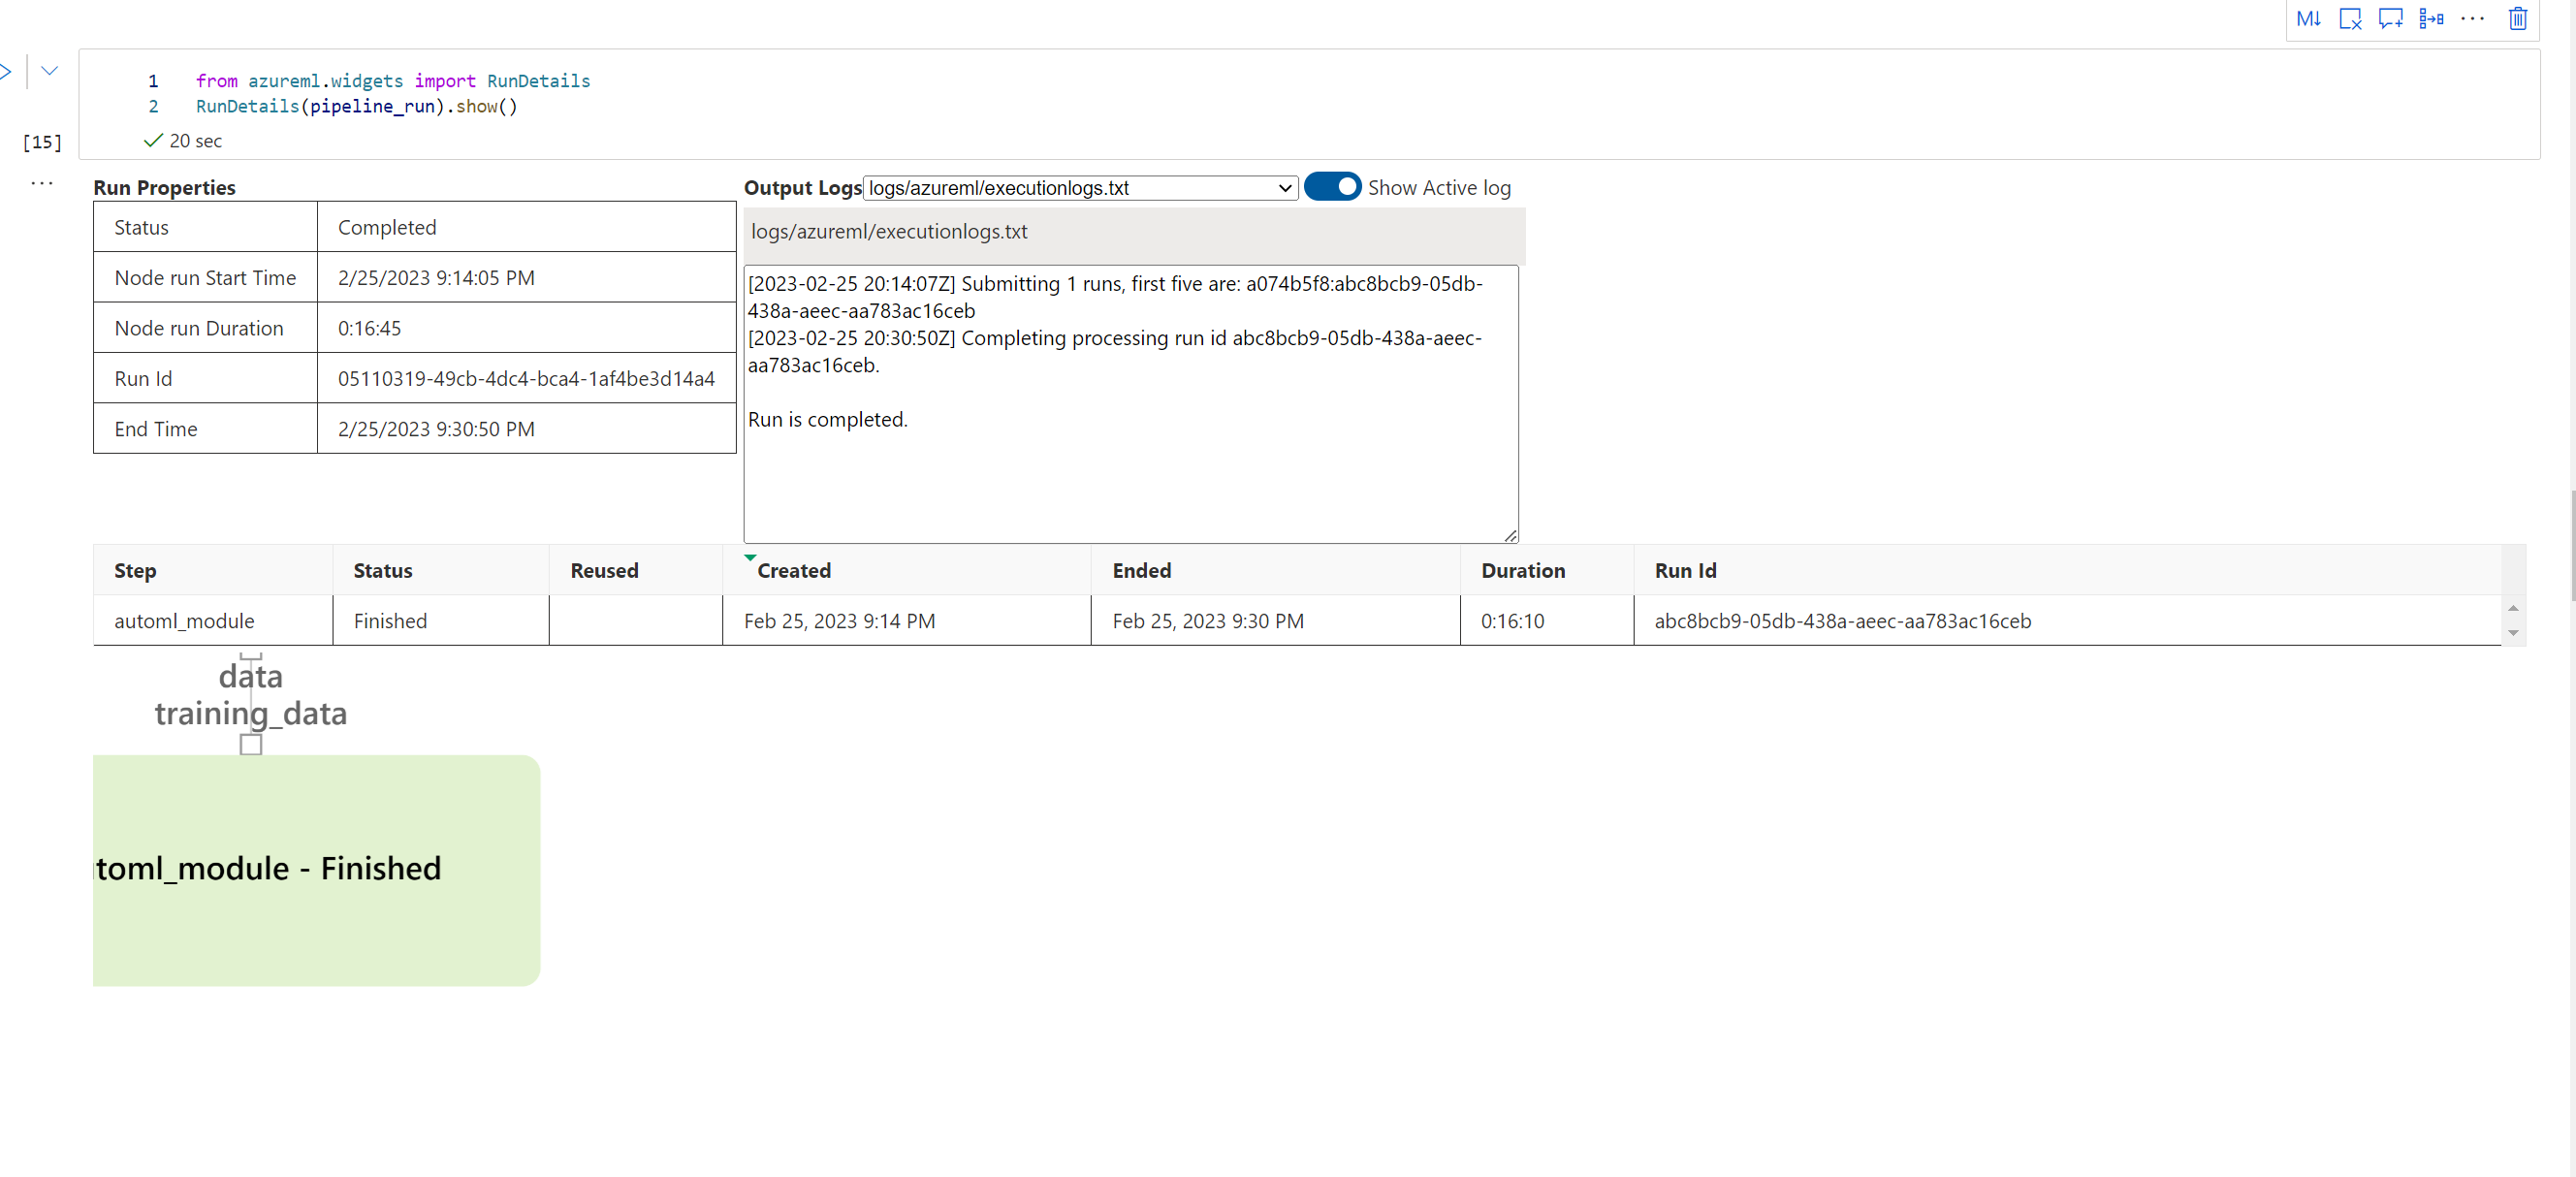 M↓
1 from azureml.widgets import RunDetails
2 RunDetails(pipeline_run).show()
[15]
20 sec
Run Properties
Status Completed
Node run Start Time 2/25/2023 9:14:05 PM
Node run Duration 0:16:45
Run Id 05110319-49cb-4dc4-bca4-1af4be3d14a4
End Time 2/25/2023 9:30:50 PM
Output Logs logs/azureml/executionlogs.txt Show Active log
logs/azureml/executionlogs.txt
[2023-02-25 20:14:07Z] Submitting 1 runs, first five are: a074b5f8:abc8bcb9-05db-
438a-aeec-aa783ac16ceb
[2023-02-25 20:30:50Z] Completing processing run id abc8bcb9-05db-438a-aeec-
aa783ac16ceb.
Run is completed.
Step Status Reused Created Ended Duration Run Id
automl_module Finished Feb 25, 2023 9:14 PM Feb 25, 2023 9:30 PM 0:16:10 abc8bcb9-05db-438a-aeec-aa783ac16ceb
data
training_data
utoml_module - Finished